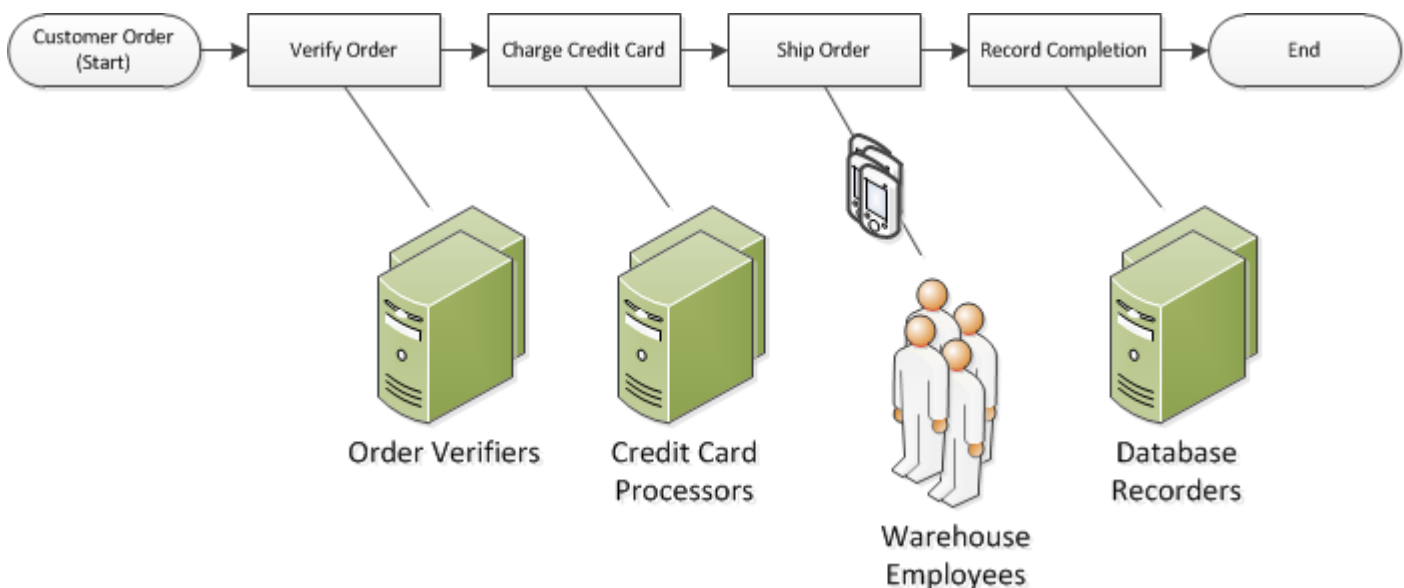 Customer Order
(Start)
Verify Order
Charge Credit Card
Ship Order
Record Completion
End
Order Verifiers
Credit Card
Processors
Warehouse
Employees
Database
Recorders